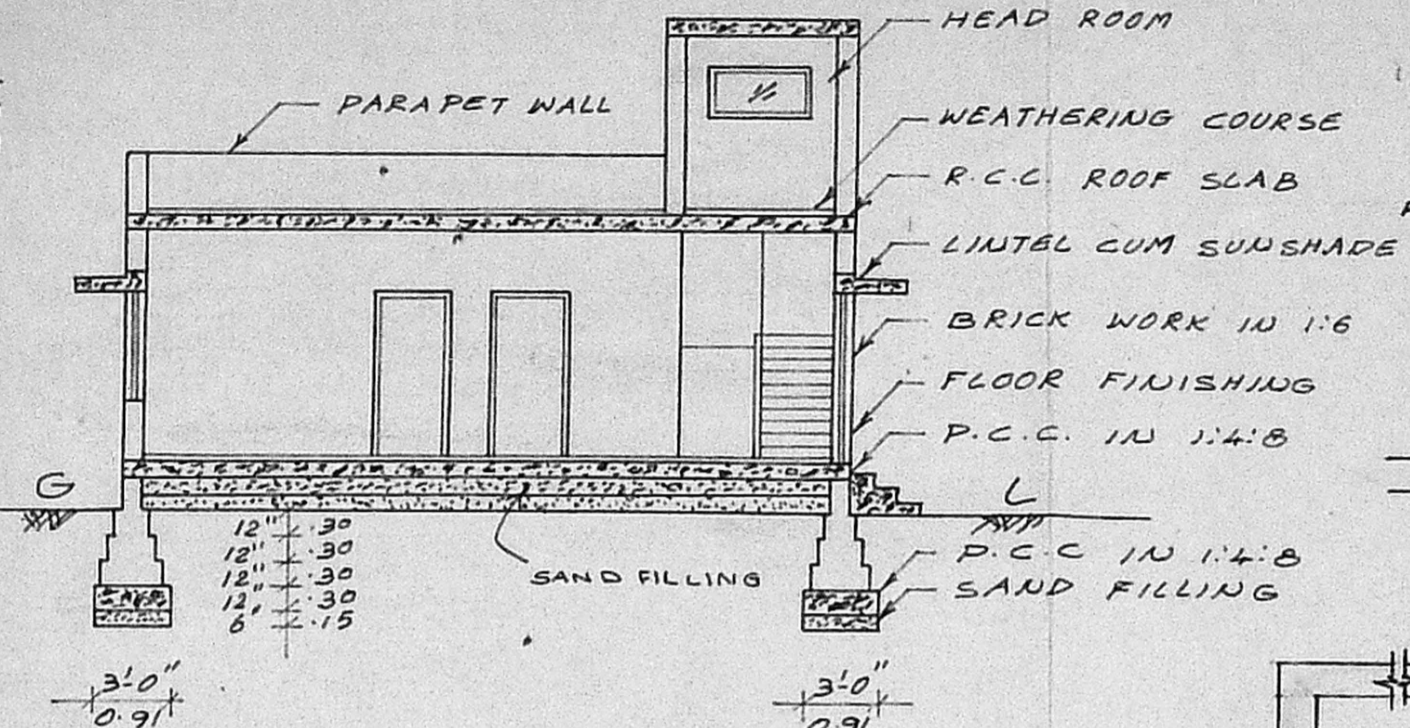 HEAD ROOM
PARAPET WALL
WEATHERING COURSE
R.C.C. ROOF SLAB
LINTEL CUM SUNSHADE
BRICK WORK IN 1:6
FLOOR FINISHING
P.C.C. IN 1:4:8
G L
12" .30
12" .30
12" .30
12" .30
6" .15
SAND FILLING
P.C.C IN 1:4:8
SAND FILLING
3'-0" 3'-0"
0.91 0.91